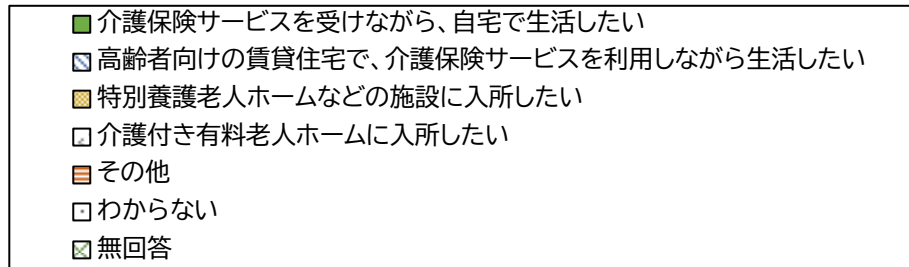 介護保険サービスを受けながら、自宅で生活したい
高齢者向けの賃貸住宅で、介護保険サービスを利用しながら生活したい
特別養護老人ホームなどの施設に入所したい
介護付き有料老人ホームに入所したい
その他
わからない
無回答